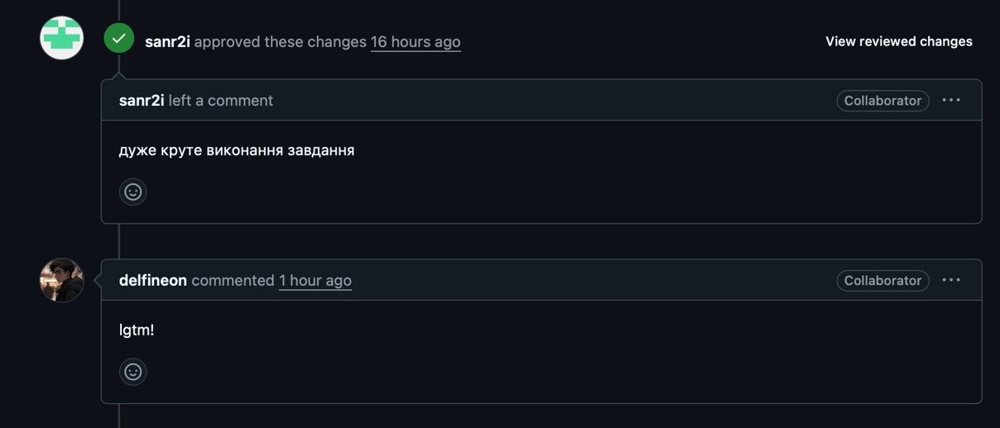 sanr2i approved these changes 16 hours ago View reviewed changes
sanr2i left a comment Collaborator
дуже круте виконання завдання
delfineon commented 1 hour ago Collaborator
lgtm!